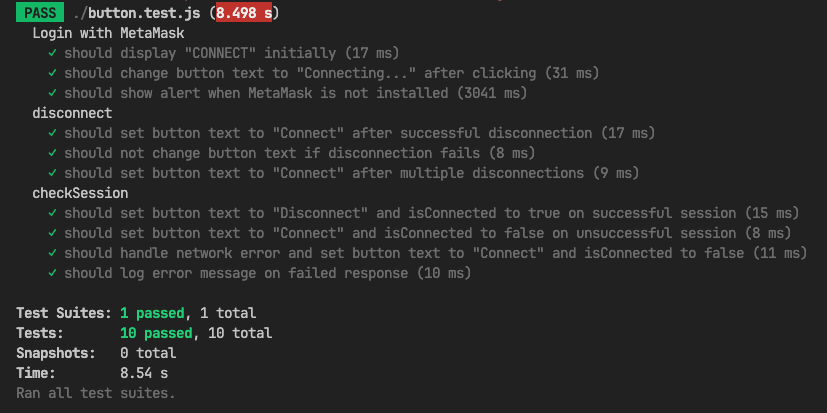 PASS ./button.test.js (8.498 s)
Login with MetaMask
✓ should display "CONNECT" initially (17 ms)
✓ should change button text to "Connecting..." after clicking (31 ms)
✓ should show alert when MetaMask is not installed (3041 ms)
disconnect
✓ should set button text to "Connect" after successful disconnection (17 ms)
✓ should not change button text if disconnection fails (8 ms)
✓ should set button text to "Connect" after multiple disconnections (9 ms)
checkSession
✓ should set button text to "Disconnect" and isConnected to true on successful session (15 ms)
✓ should set button text to "Connect" and isConnected to false on unsuccessful session (8 ms)
✓ should handle network error and set button text to "Connect" and isConnected to false (11 ms)
✓ should log error message on failed response (10 ms)
Test Suites: 1 passed, 1 total
Tests: 10 passed, 10 total
Snapshots: 0 total
Time: 8.54 s
Ran all test suites.